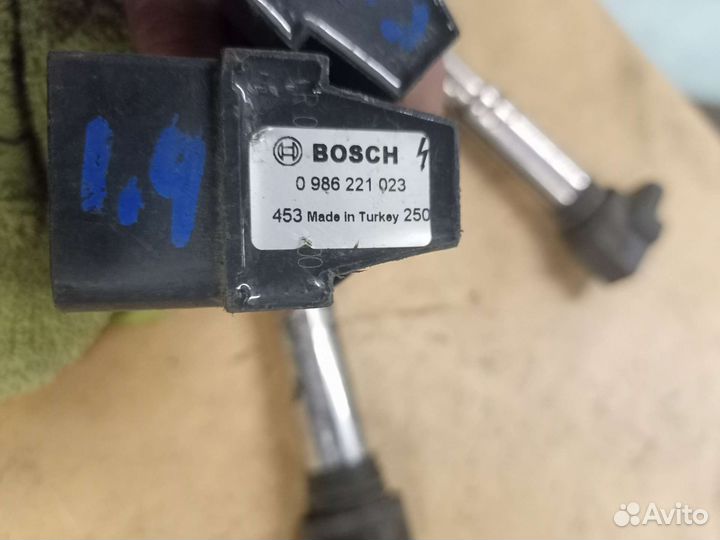 1.9
BOSCH
0 986 221 023
453 Made in Turkey 250
Avito